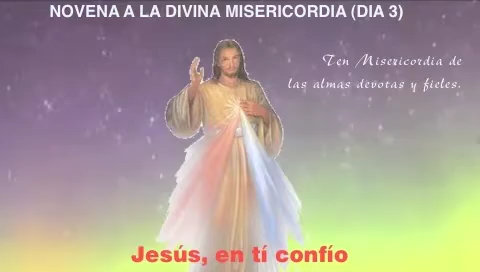 NOVENA A LA DIVINA MISERICORDIA (DIA 3)
Ten Misericordia de
las almas devotas y fieles.
Jesús, en tí confío